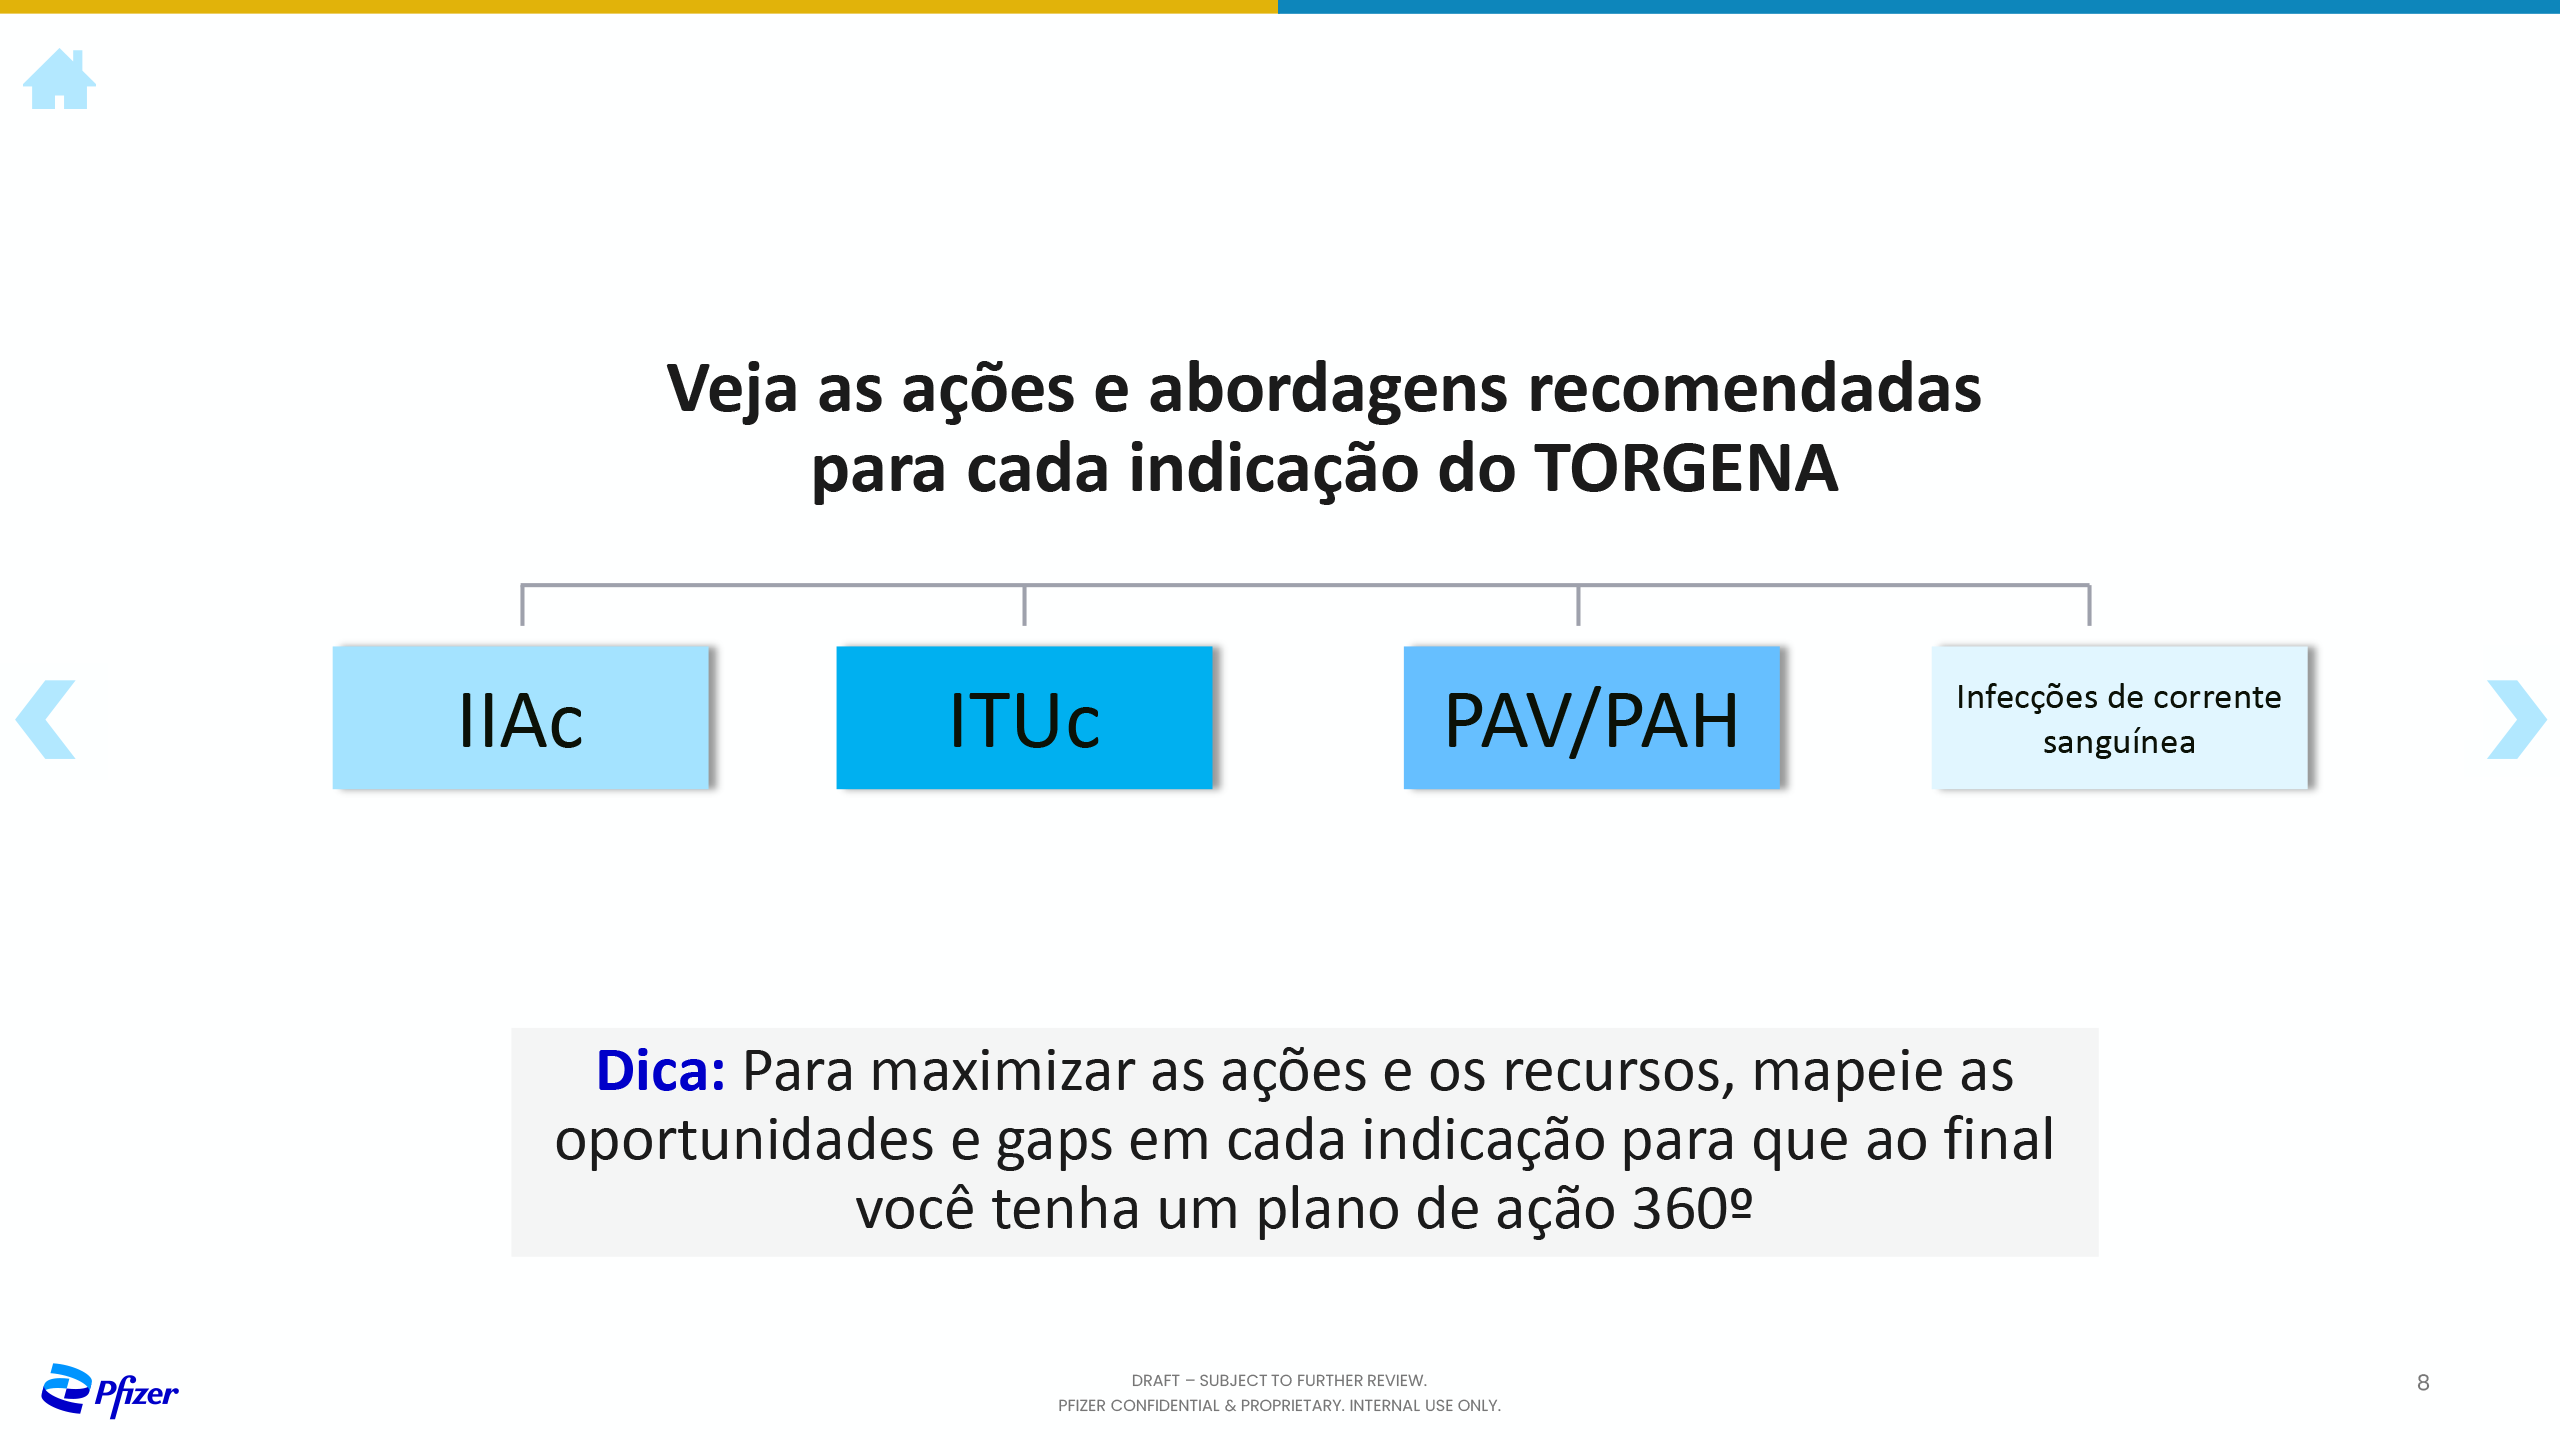 Veja as ações e abordagens recomendadas
para cada indicação do TORGENA
IIAc
ITUc
PAV/PAH
Infecções de corrente
sanguínea
Dica: Para maximizar as ações e os recursos, mapeie as
oportunidades e gaps em cada indicação para que ao final
você tenha um plano de ação 360º
Pfizer
DRAFT – SUBJECT TO FURTHER REVIEW.
PFIZER CONFIDENTIAL & PROPRIETARY. INTERNAL USE ONLY.
8